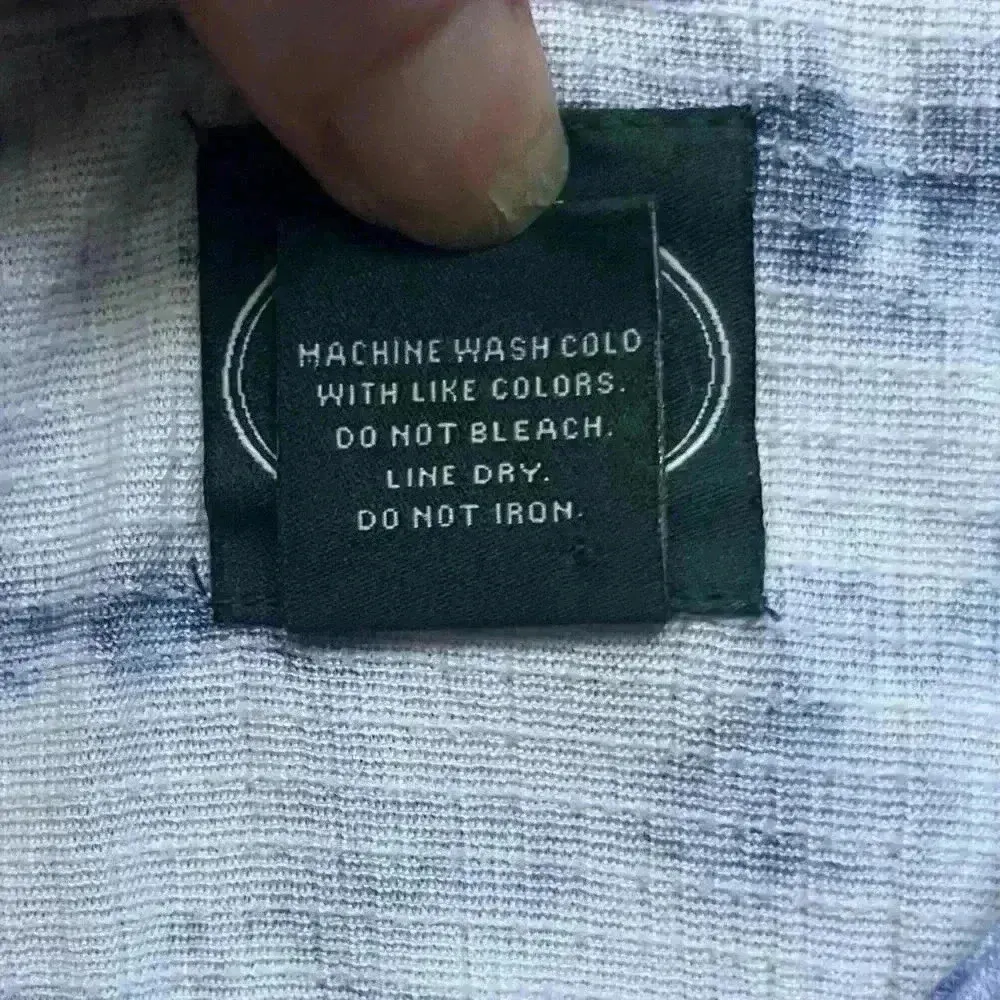 MACHINE WASH COLD
WITH LIKE COLORS.
DO NOT BLEACH.
LINE DRY.
DO NOT IRON.